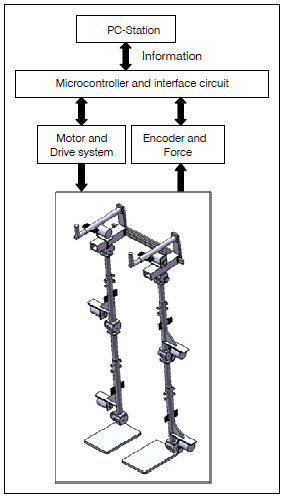 PC-Station
Information
Microcontroller and interface circuit
Motor and
Drive system
Encoder and
Force